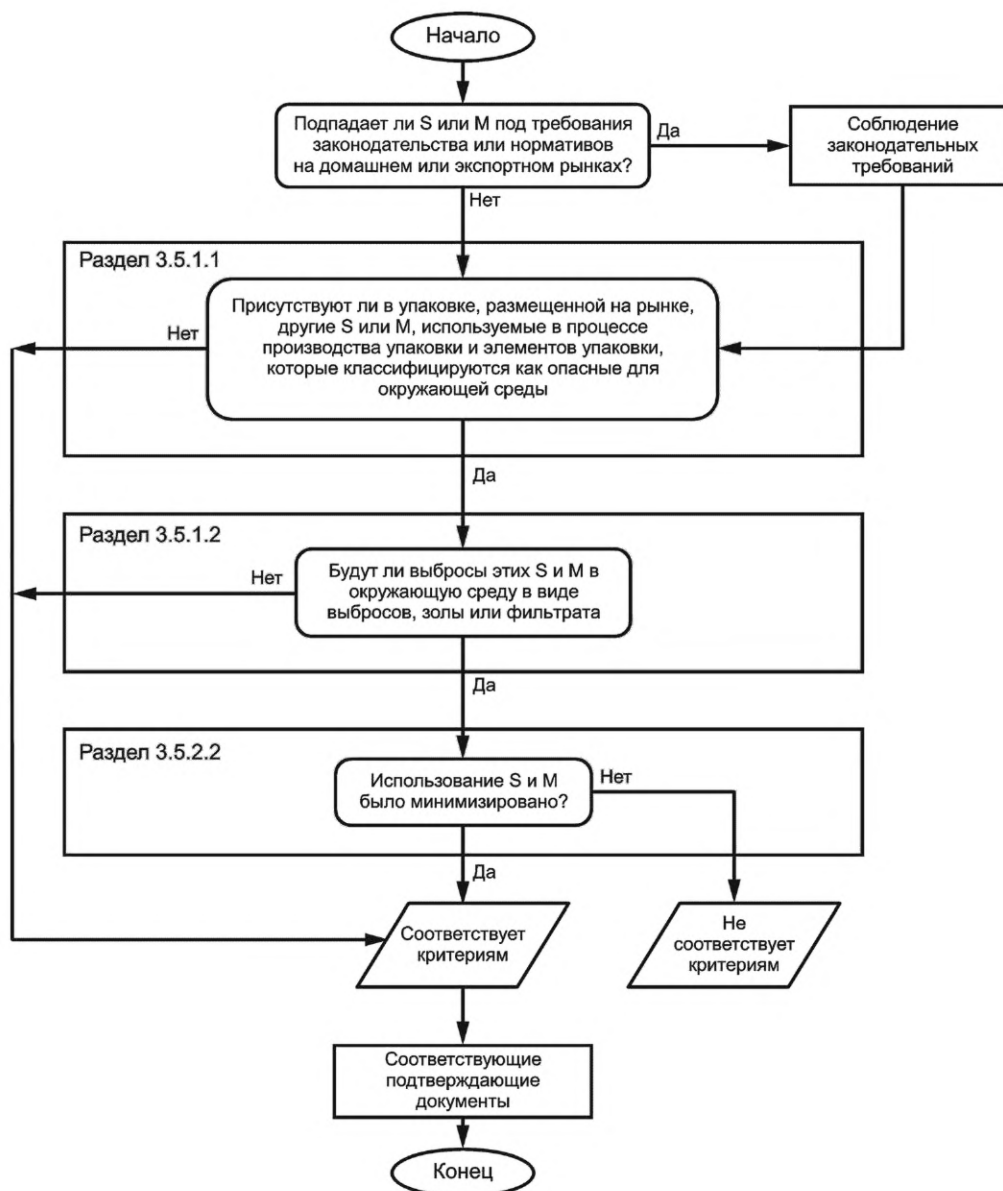 Начало
Подпадает ли S или M под требования
законодательства или нормативов
на домашнем или экспортном рынках?
Да
Соблюдение
законодательных
требований
Нет
Раздел 3.5.1.1
Присутствуют ли в упаковке, размещенной на рынке,
другие S или M, используемые в процессе
производства упаковки и элементов упаковки,
которые классифицируются как опасные для
окружающей среды
Нет
Да
Раздел 3.5.1.2
Будут ли выбросы этих S и M в
окружающую среду в виде
выбросов, золы или фильтрата
Нет
Да
Раздел 3.5.2.2
Использование S и M
было минимизировано?
Нет
Да
Соответствует
критериям
Не
соответствует
критериям
Соответствующие
подтверждающие
документы
Конец